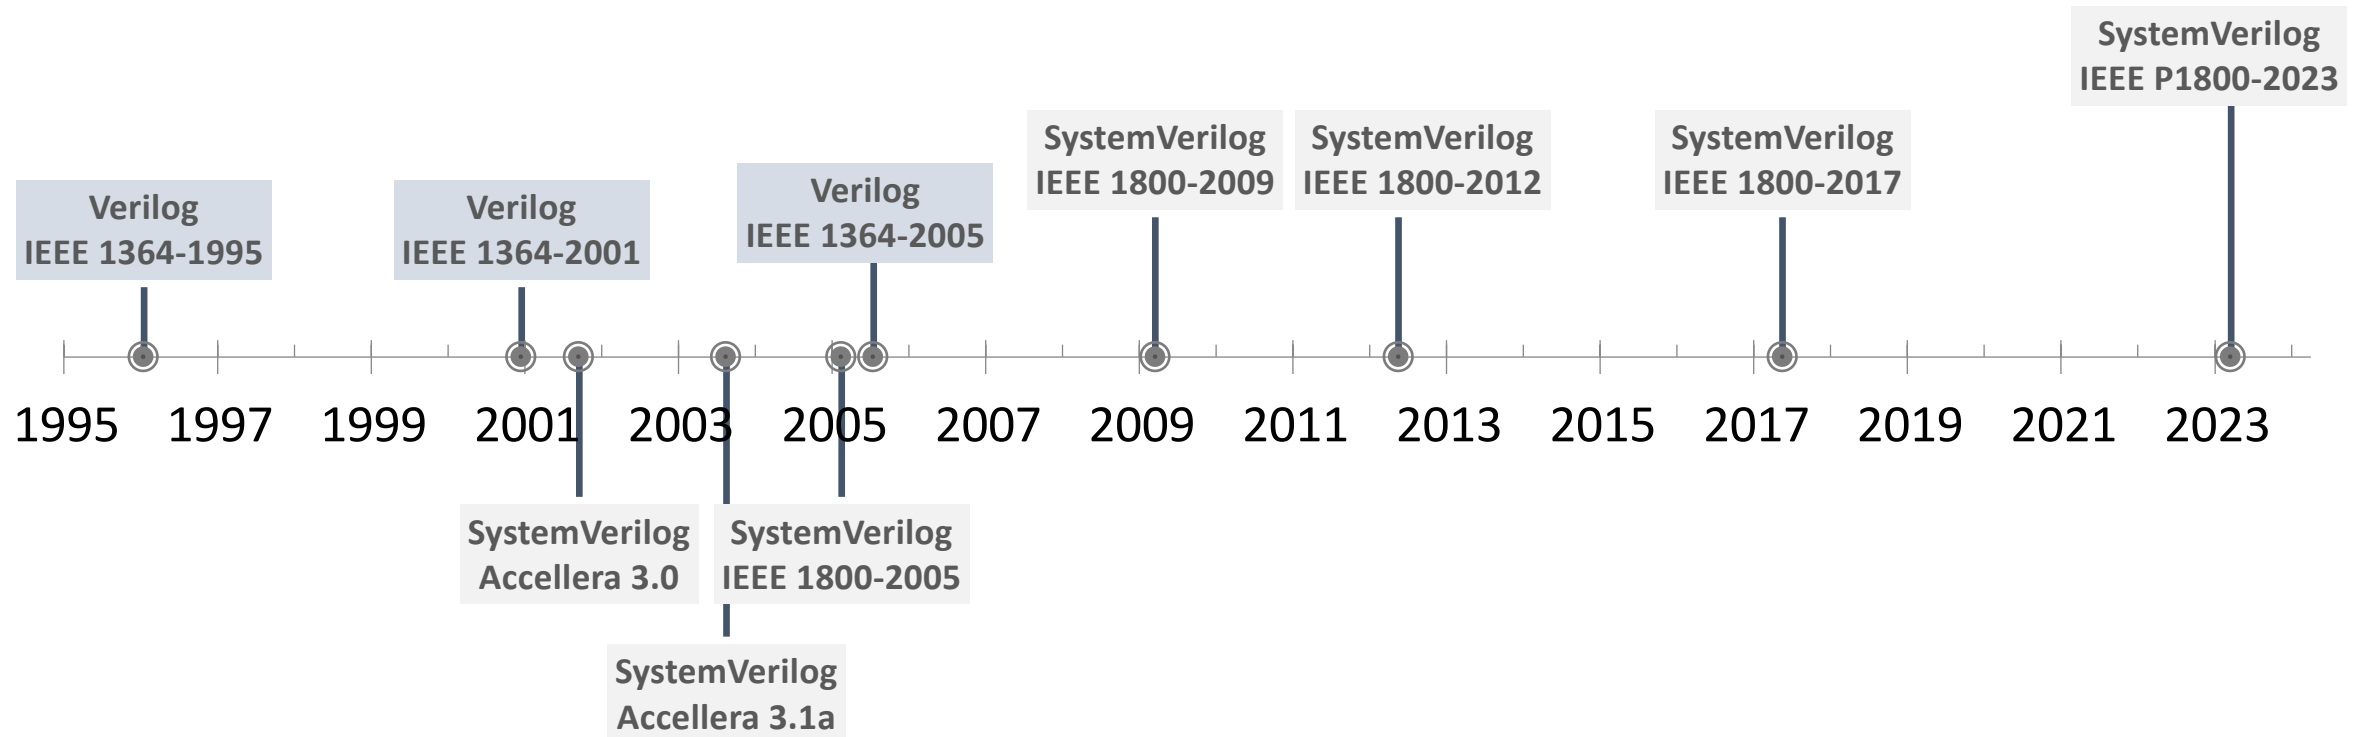 SystemVerilog
IEEE P1800-2023
SystemVerilog
IEEE 1800-2009
SystemVerilog
IEEE 1800-2012
SystemVerilog
IEEE 1800-2017
Verilog
IEEE 1364-1995
Verilog
IEEE 1364-2001
Verilog
IEEE 1364-2005
1995 1997 1999 2001 2003 2005 2007 2009 2011 2013 2015 2017 2019 2021 2023
SystemVerilog
Accellera 3.0
SystemVerilog
IEEE 1800-2005
SystemVerilog
Accellera 3.1a